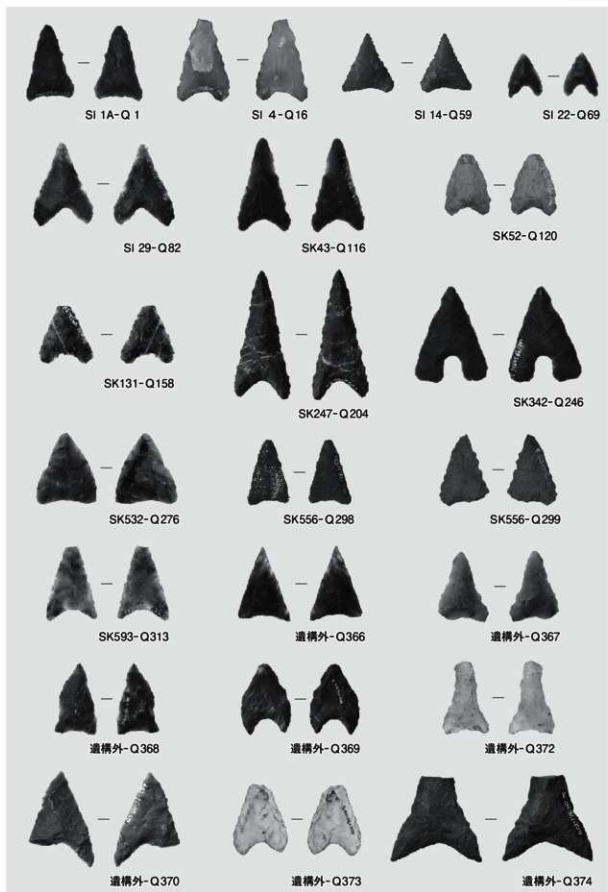 SI 1A-Q 1
SI 4-Q16
SI 14-Q59
SI 22-Q69
SI 29-Q82
SK43-Q116
SK52-Q120
SK131-Q158
SK247-Q204
SK342-Q246
SK532-Q276
SK556-Q298
SK556-Q299
SK593-Q313
遺構外-Q366
遺構外-Q367
遺構外-Q368
遺構外-Q369
遺構外-Q372
遺構外-Q370
遺構外-Q373
遺構外-Q374